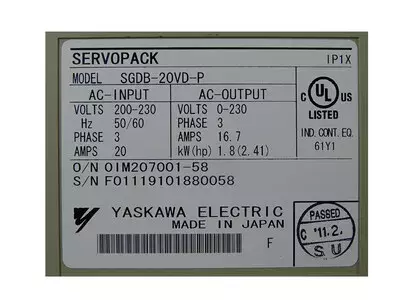 SERVOPACK IP1X
MODEL SGDB-20VD-P
AC-INPUT AC-OUTPUT
VOLTS 200-230 VOLTS 0-230
Hz 50/60 PHASE 3
PHASE 3 AMPS 16.7
AMPS 20 kW(hp) 1.8(2.41)
C UL US
LISTED
IND. CONT. EQ.
61Y1
O/N OIM207001-58
S/N F01119101880058
YASKAWA ELECTRIC
MADE IN JAPAN
F
PASSED
C '11.2.
S U